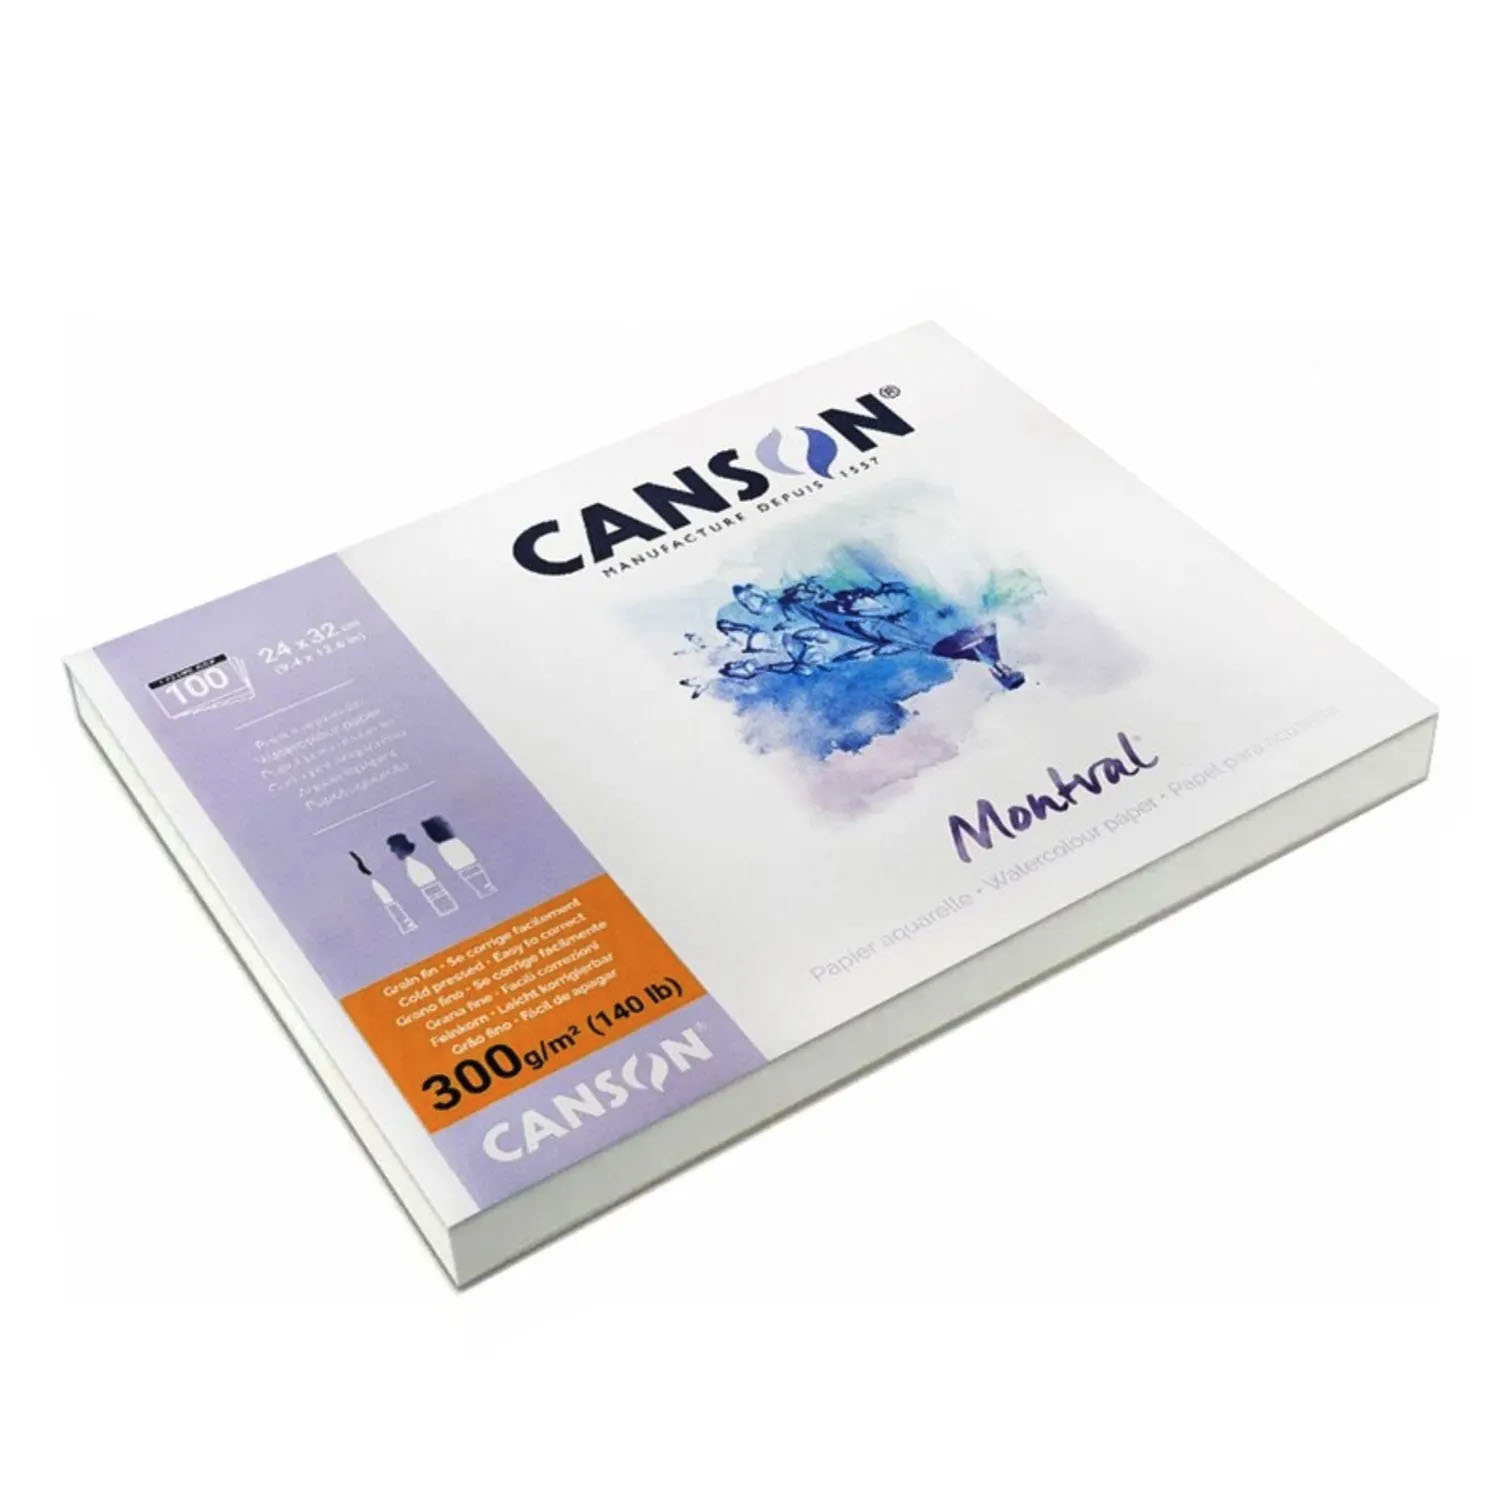 CANSON®
MANUFACTURE DEPUIS 1557
100
24 x 32 cm
(9.4 x 12.6 in)
Watercolour paper
Grain fin • Se corrige facilement
Cold pressed • Easy to correct
Grano fino • Se corrige fácilmente
Grana fine • Facili correzioni
Feinkorn • Leicht korrigierbar
Grão fino • Fácil de apagar
300g/m² (140 lb)
CANSON®
Montval®
Papier aquarelle • Watercolour paper • Papel para acuarela